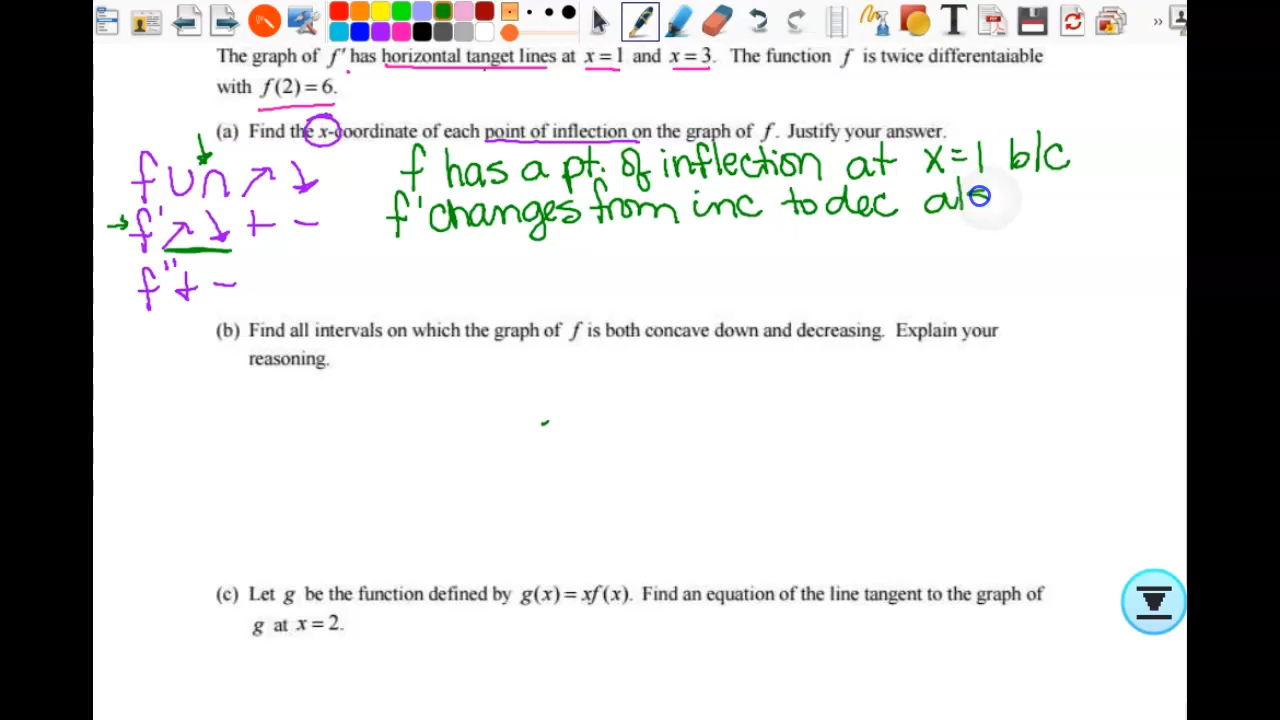 The graph of f′ has horizontal tanget lines at x = 1 and x = 3. The function f is twice differentaiable
with f(2) = 6.
(a) Find the x-coordinate of each point of inflection on the graph of f. Justify your answer.
f ∪ ∩ ↗ ↘
f' ↗ ↘ + −
f" + −
f has a pt. of inflection at x=1 b/c
f' changes from inc to dec also
(b) Find all intervals on which the graph of f is both concave down and decreasing. Explain your
reasoning.
(c) Let g be the function defined by g(x) = xf(x). Find an equation of the line tangent to the graph of
g at x = 2.